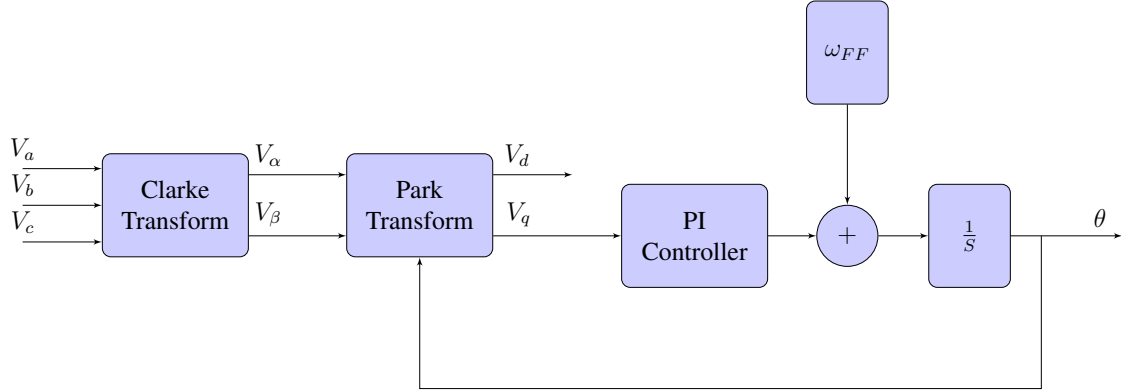 ω_FF
V_a
V_b
V_c
Clarke
Transform
V_α
V_β
Park
Transform
V_d
V_q
PI
Controller
+
1/S
θ